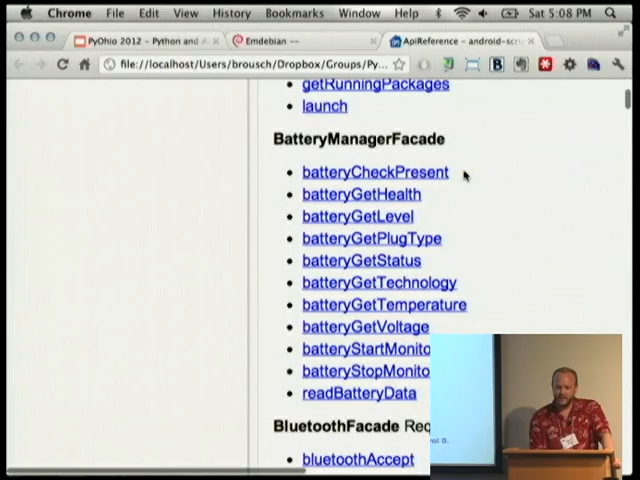 Chrome File Edit View History Bookmarks Window Help Sat 5:08 PM
PyOhio 2012 - Python and A
Emdebian --
ApiReference - android-scri
file://localhost/Users/brousch/Dropbox/Groups/Py...
getRunningPackages
launch
BatteryManagerFacade
batteryCheckPresent
batteryGetHealth
batteryGetLevel
batteryGetPlugType
batteryGetStatus
batteryGetTechnology
batteryGetTemperature
batteryGetVoltage
batteryStartMonito
batteryStopMonito
readBatteryData
BluetoothFacade Req
bluetoothAccept